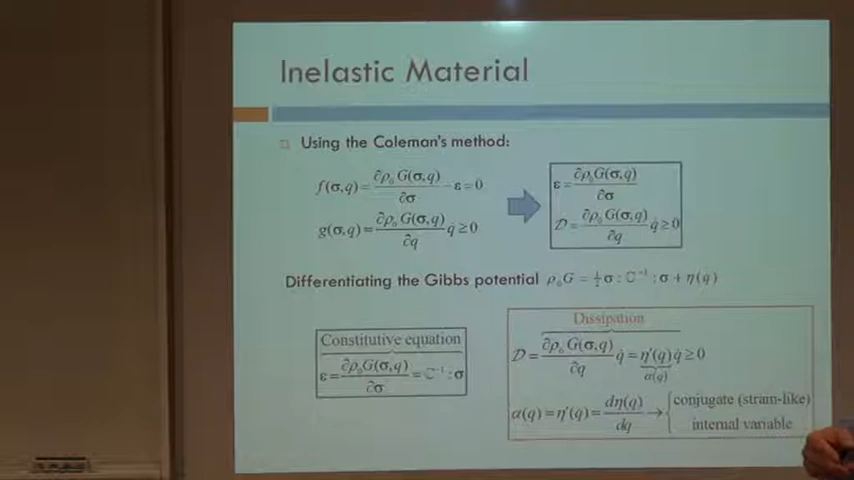 Inelastic Material
Using the Coleman's method:
f(σ,q)=∂ρ₀G(σ,q)/∂σ−ε=0
g(σ,q)=∂ρ₀G(σ,q)/∂q q̇≥0
ε=∂ρ₀G(σ,q)/∂σ
𝒟=∂ρ₀G(σ,q)/∂q q̇≥0
Differentiating the Gibbs potential ρ₀G=½σ:ℂ⁻¹:σ+η(q)
Constitutive equation
ε=∂ρ₀G(σ,q)/∂σ=ℂ⁻¹:σ
Dissipation
𝒟=∂ρ₀G(σ,q)/∂q q̇=η′(q)q̇≥0
α(q)
α(q)=η′(q)=dη(q)/dq→{conjugate (strain-like)
internal variable